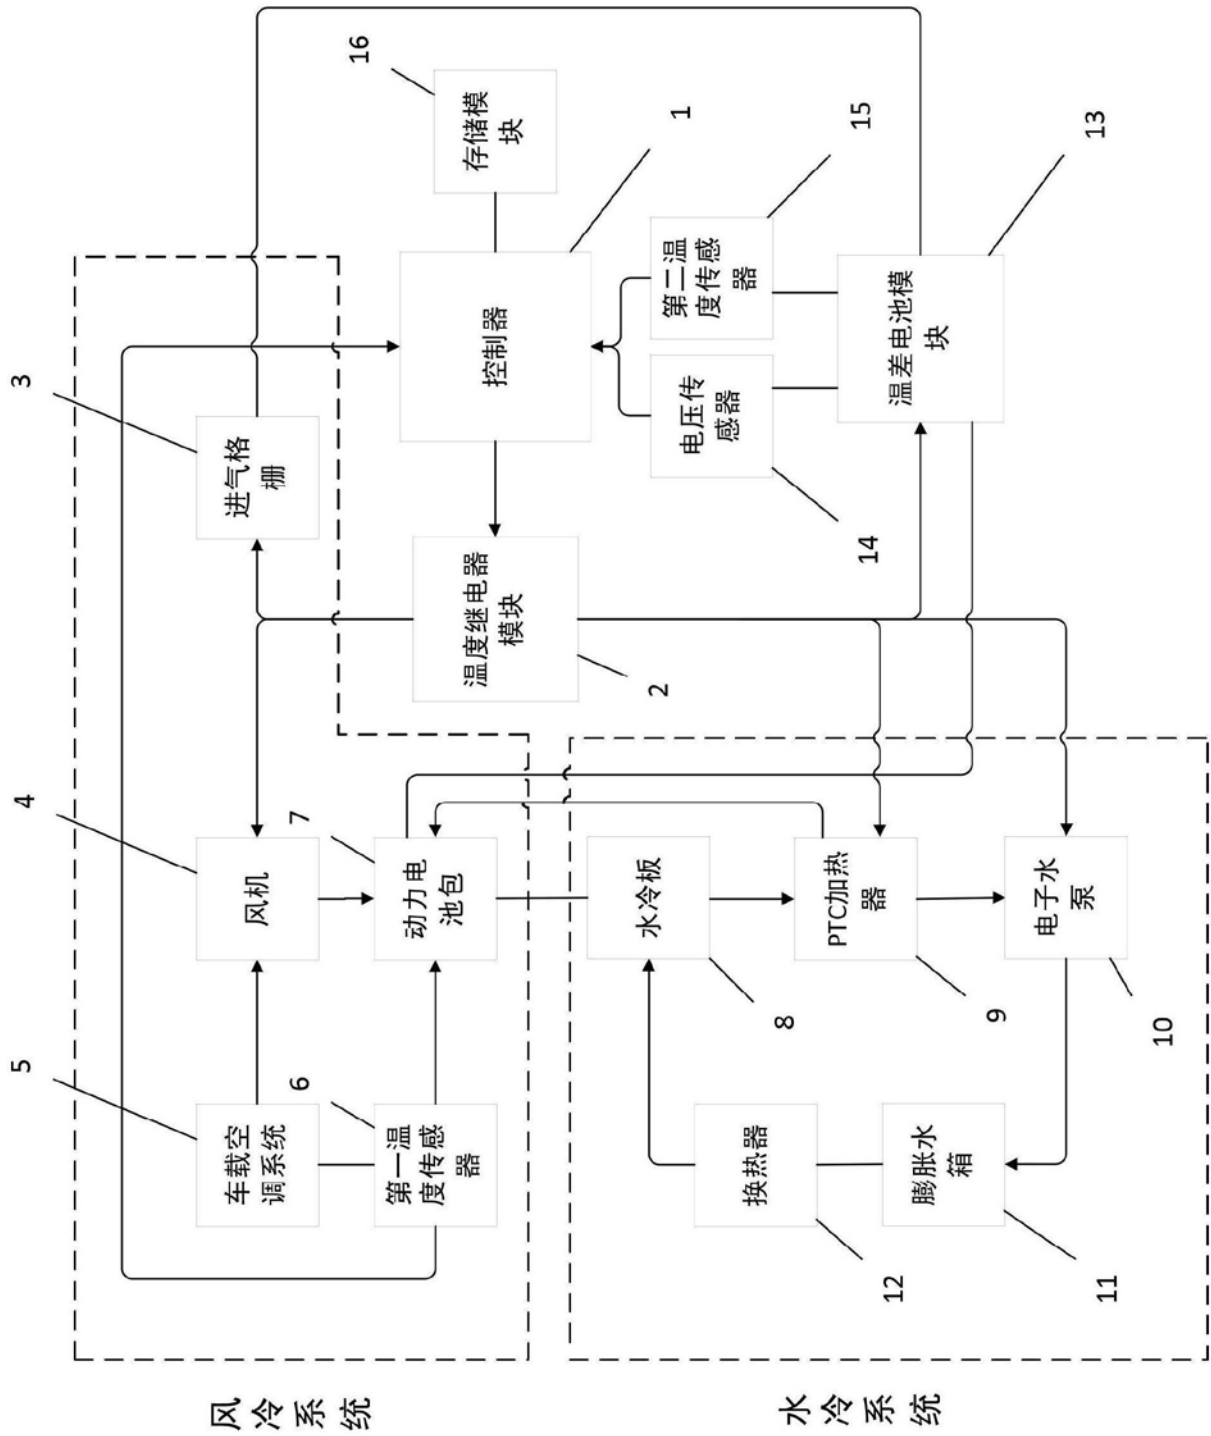 风冷系统
5
4
3
车载空
调系统
风机
进气格
栅
6
7
16
第一温
度传感
器
动力电
池包
温度继电器
模块
控制器
存储模
块
2
1
水冷系统
水冷板
电压传
感器
第二温
度传感
器
换热器
8
14
15
12
PTC加热
器
温差电池模
块
膨胀水
箱
9
电子水
泵
13
11
10